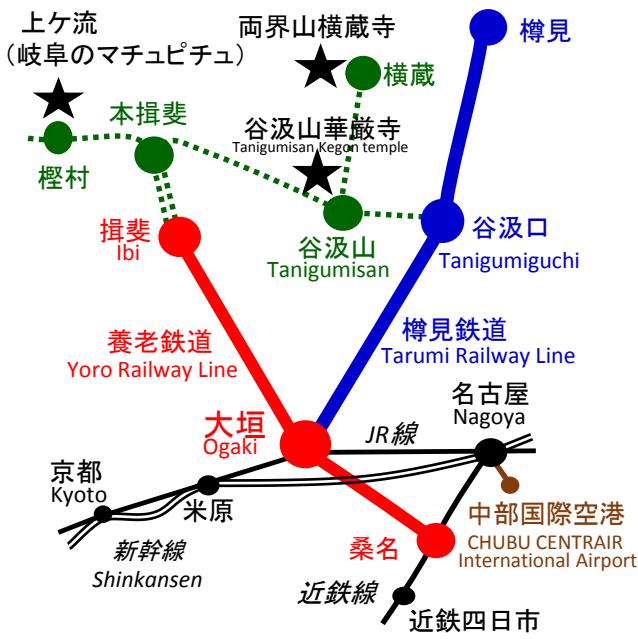 上ケ流
（岐阜のマチュピチュ）
両界山横蔵寺
樽見
横蔵
本揖斐
谷汲山華厳寺
Tanigumisan Kegon temple
樫村
揖斐
Ibi
谷汲山
Tanigumisan
谷汲口
Tanigumiguchi
養老鉄道
Yoro Railway Line
樽見鉄道
Tarumi Railway Line
大垣
Ogaki
JR線
名古屋
Nagoya
京都
Kyoto
米原
新幹線
Shinkansen
桑名
中部国際空港
CHUBU CENTRAIR
International Airport
近鉄線
近鉄四日市